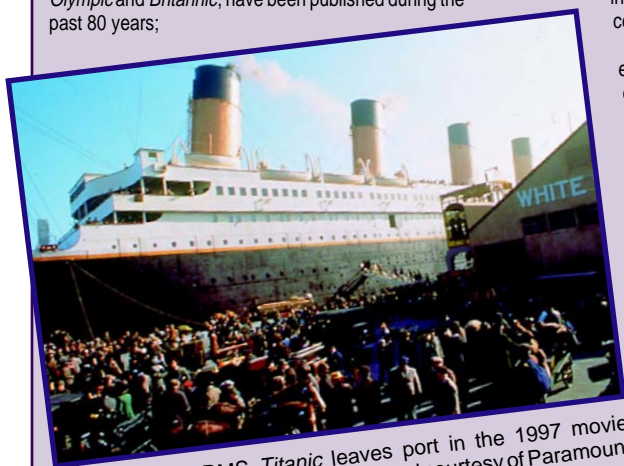 Olympic and Britannic, have been published during the
past 80 years;
WHITE
RMS Titanic leaves port in the 1997 movie
courtesy of Paramoun